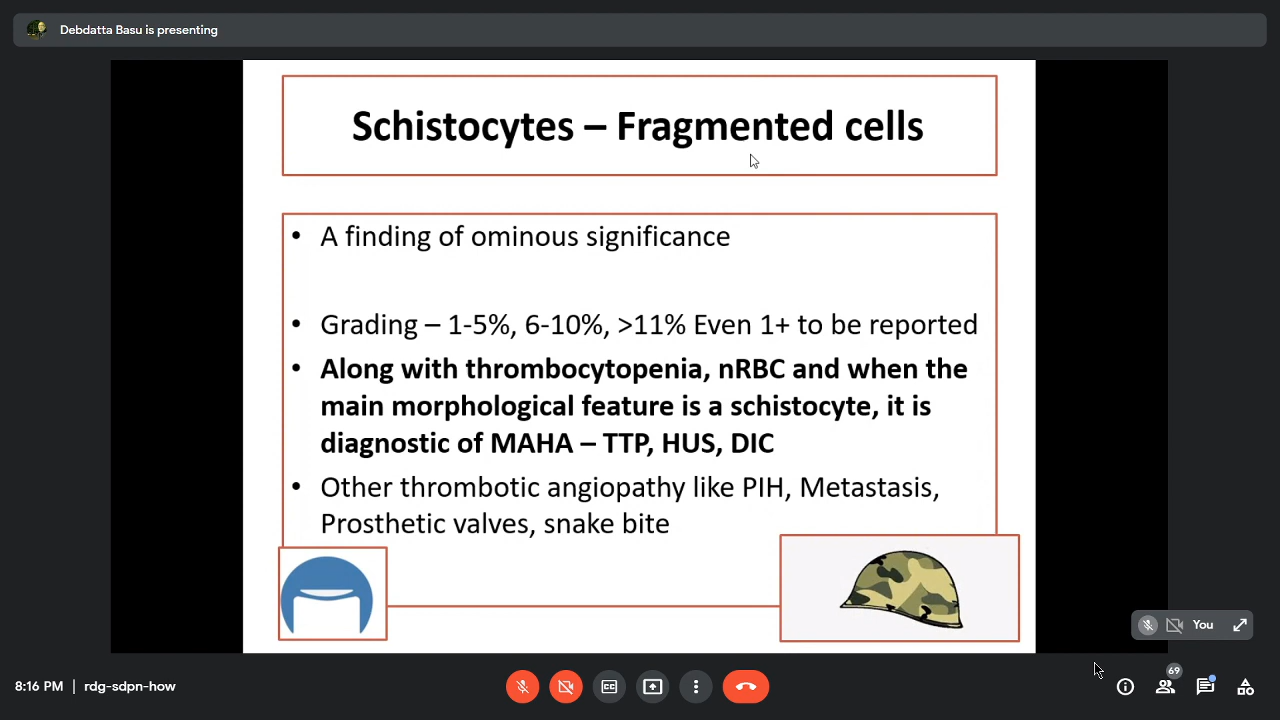 Debdatta Basu is presenting
Schistocytes – Fragmented cells
• A finding of ominous significance
• Grading – 1-5%, 6-10%, >11% Even 1+ to be reported
• Along with thrombocytopenia, nRBC and when the
main morphological feature is a schistocyte, it is
diagnostic of MAHA – TTP, HUS, DIC
• Other thrombotic angiopathy like PIH, Metastasis,
Prosthetic valves, snake bite
You
8:16 PM | rdg-sdpn-how
CC
69